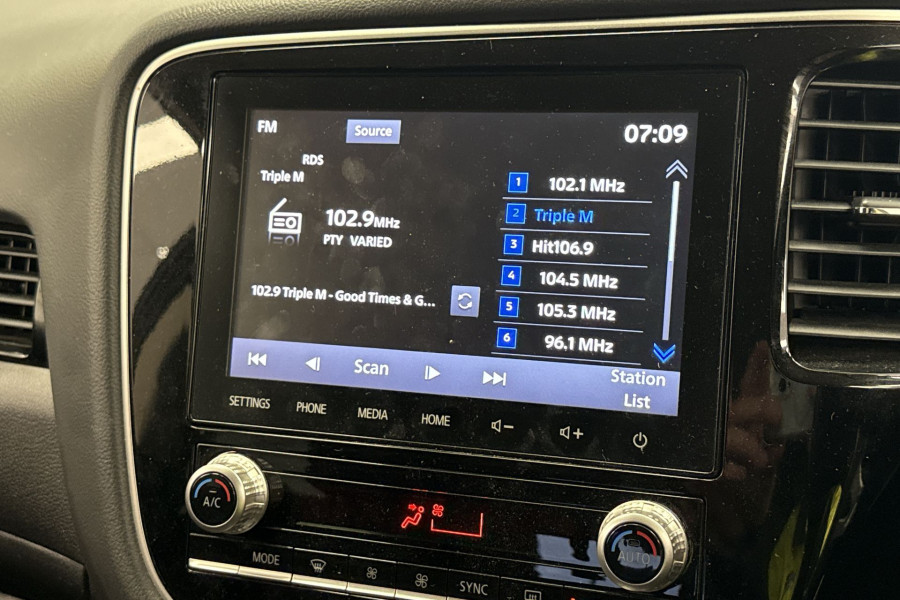 FM
Source
07:09
RDS
Triple M
102.9MHz
PTY VARIED
102.9 Triple M - Good Times & G...
1 102.1 MHz
2 Triple M
3 Hit106.9
4 104.5 MHz
5 105.3 MHz
6 96.1 MHz
Scan
Station
List
SETTINGS
PHONE
MEDIA
HOME
A/C
AUTO
MODE
SYNC